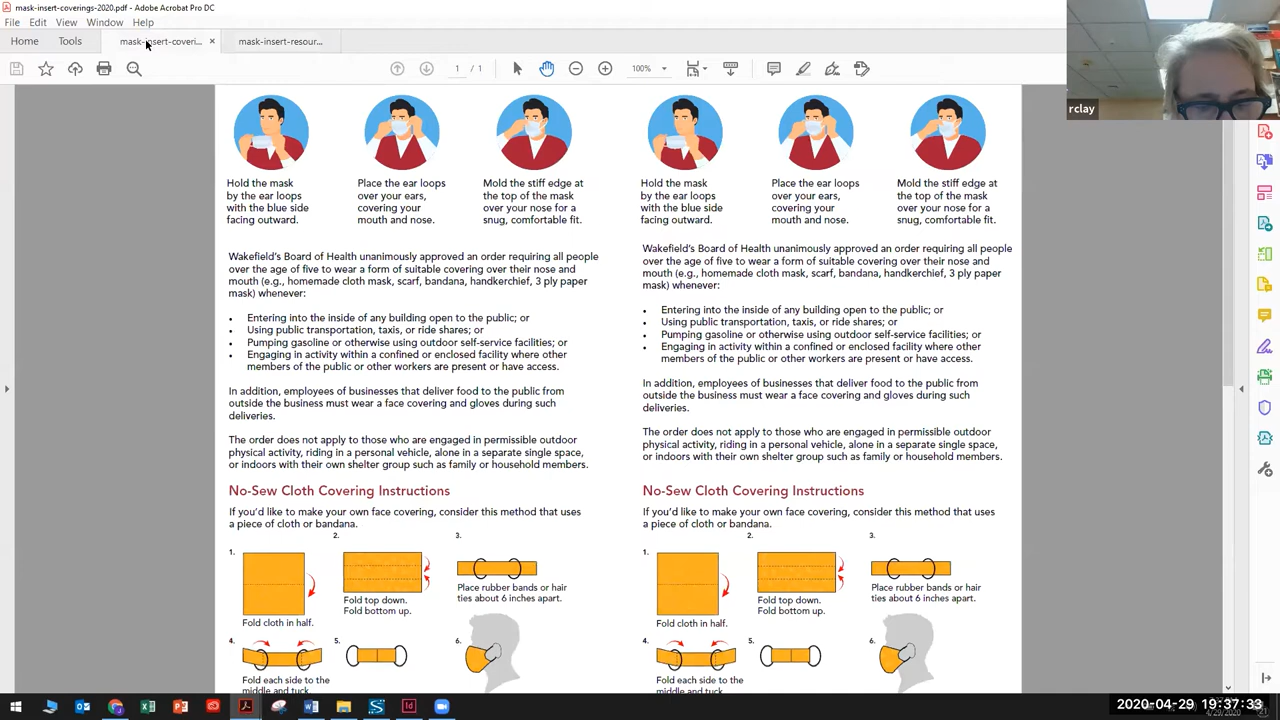 mask-insert-coverings-2020.pdf - Adobe Acrobat Pro DC
File Edit View Window Help
Home Tools mask-insert-coveri... × mask-insert-resour...
1 / 1 100%
rclay
Hold the mask
by the ear loops
with the blue side
facing outward.
Place the ear loops
over your ears,
covering your
mouth and nose.
Mold the stiff edge at
the top of the mask
over your nose for a
snug, comfortable fit.
Wakefield's Board of Health unanimously approved an order requiring all people
over the age of five to wear a form of suitable covering over their nose and
mouth (e.g., homemade cloth mask, scarf, bandana, handkerchief, 3 ply paper
mask) whenever:
• Entering into the inside of any building open to the public; or
• Using public transportation, taxis, or ride shares; or
• Pumping gasoline or otherwise using outdoor self-service facilities; or
• Engaging in activity within a confined or enclosed facility where other
members of the public or other workers are present or have access.
In addition, employees of businesses that deliver food to the public from
outside the business must wear a face covering and gloves during such
deliveries.
The order does not apply to those who are engaged in permissible outdoor
physical activity, riding in a personal vehicle, alone in a separate single space,
or indoors with their own shelter group such as family or household members.
No-Sew Cloth Covering Instructions
If you'd like to make your own face covering, consider this method that uses
a piece of cloth or bandana.
1.
Fold cloth in half.
2.
Fold top down.
Fold bottom up.
3.
Place rubber bands or hair
ties about 6 inches apart.
4.
Fold each side to the
middle and tuck.
5.
6.
Hold the mask
by the ear loops
with the blue side
facing outward.
Place the ear loops
over your ears,
covering your
mouth and nose.
Mold the stiff edge at
the top of the mask
over your nose for a
snug, comfortable fit.
Wakefield's Board of Health unanimously approved an order requiring all people
over the age of five to wear a form of suitable covering over their nose and
mouth (e.g., homemade cloth mask, scarf, bandana, handkerchief, 3 ply paper
mask) whenever:
• Entering into the inside of any building open to the public; or
• Using public transportation, taxis, or ride shares; or
• Pumping gasoline or otherwise using outdoor self-service facilities; or
• Engaging in activity within a confined or enclosed facility where other
members of the public or other workers are present or have access.
In addition, employees of businesses that deliver food to the public from
outside the business must wear a face covering and gloves during such
deliveries.
The order does not apply to those who are engaged in permissible outdoor
physical activity, riding in a personal vehicle, alone in a separate single space,
or indoors with their own shelter group such as family or household members.
No-Sew Cloth Covering Instructions
If you'd like to make your own face covering, consider this method that uses
a piece of cloth or bandana.
1.
Fold cloth in half.
2.
Fold top down.
Fold bottom up.
3.
Place rubber bands or hair
ties about 6 inches apart.
4.
Fold each side to the
middle and tuck.
5.
6.
2020-04-29 19:37:33